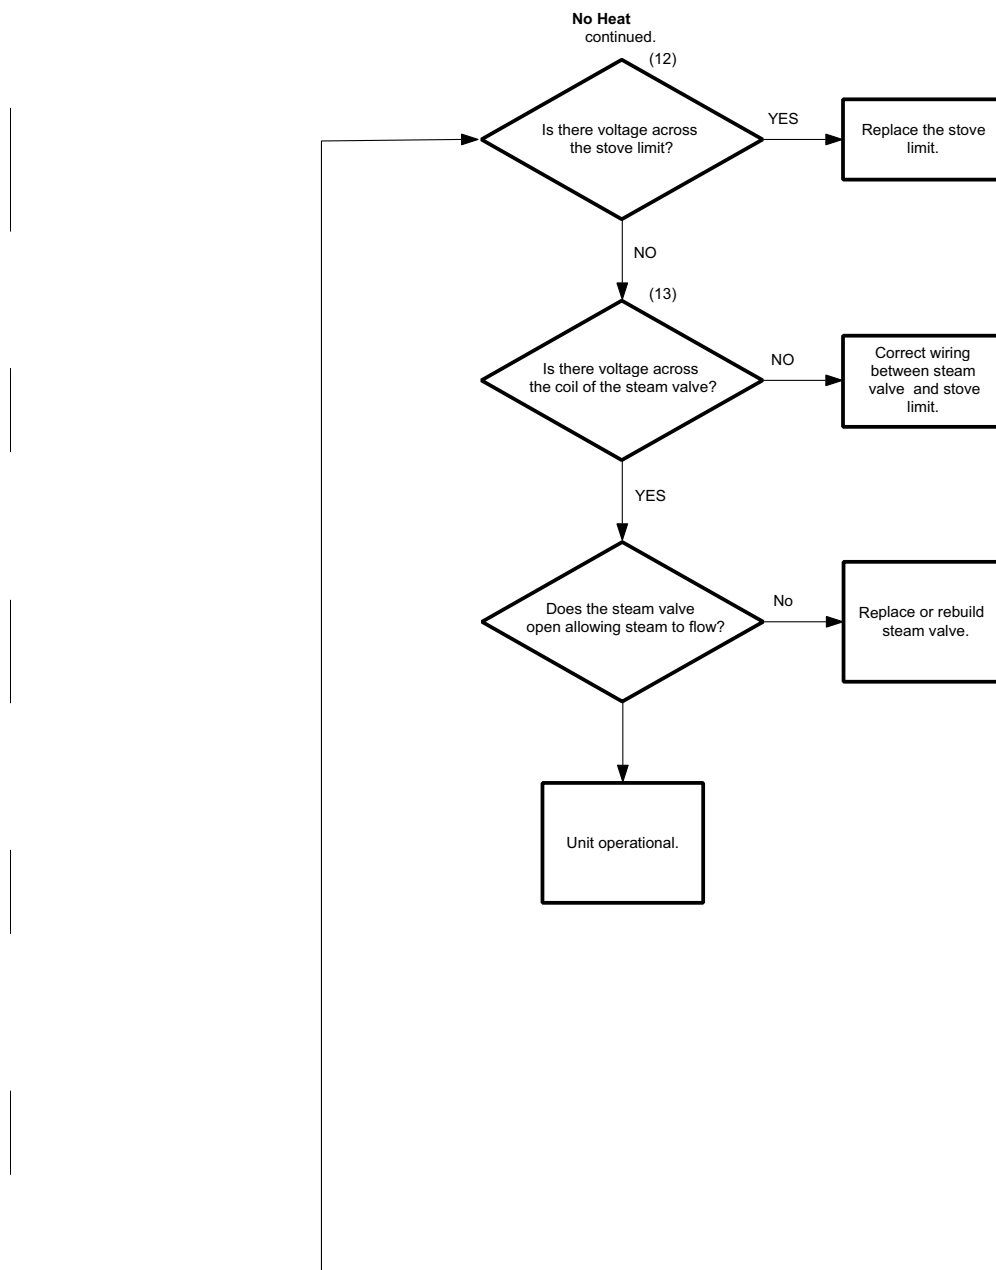 No Heat
continued.
(12)
Is there voltage across
the stove limit?
YES
Replace the stove
limit.
NO
(13)
Is there voltage across
the coil of the steam valve?
NO
Correct wiring
between steam
valve and stove
limit.
YES
Does the steam valve
open allowing steam to flow?
No
Replace or rebuild
steam valve.
Unit operational.